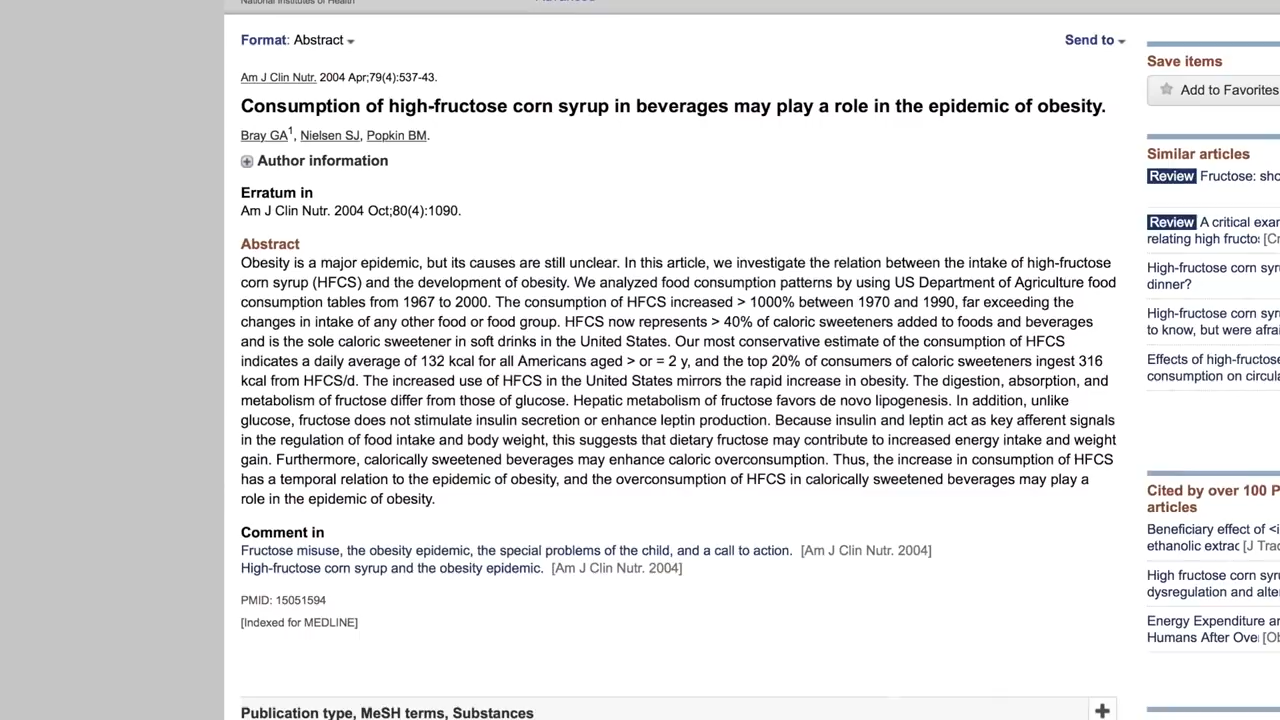 National Institutes of Health
Format: Abstract
Send to
Am J Clin Nutr. 2004 Apr;79(4):537-43.
Consumption of high-fructose corn syrup in beverages may play a role in the epidemic of obesity.
Bray GA1, Nielsen SJ, Popkin BM.
Author information
Erratum in
Am J Clin Nutr. 2004 Oct;80(4):1090.
Abstract
Obesity is a major epidemic, but its causes are still unclear. In this article, we investigate the relation between the intake of high-fructose
corn syrup (HFCS) and the development of obesity. We analyzed food consumption patterns by using US Department of Agriculture food
consumption tables from 1967 to 2000. The consumption of HFCS increased > 1000% between 1970 and 1990, far exceeding the
changes in intake of any other food or food group. HFCS now represents > 40% of caloric sweeteners added to foods and beverages
and is the sole caloric sweetener in soft drinks in the United States. Our most conservative estimate of the consumption of HFCS
indicates a daily average of 132 kcal for all Americans aged > or = 2 y, and the top 20% of consumers of caloric sweeteners ingest 316
kcal from HFCS/d. The increased use of HFCS in the United States mirrors the rapid increase in obesity. The digestion, absorption, and
metabolism of fructose differ from those of glucose. Hepatic metabolism of fructose favors de novo lipogenesis. In addition, unlike
glucose, fructose does not stimulate insulin secretion or enhance leptin production. Because insulin and leptin act as key afferent signals
in the regulation of food intake and body weight, this suggests that dietary fructose may contribute to increased energy intake and weight
gain. Furthermore, calorically sweetened beverages may enhance caloric overconsumption. Thus, the increase in consumption of HFCS
has a temporal relation to the epidemic of obesity, and the overconsumption of HFCS in calorically sweetened beverages may play a
role in the epidemic of obesity.
Comment in
Fructose misuse, the obesity epidemic, the special problems of the child, and a call to action. [Am J Clin Nutr. 2004]
High-fructose corn syrup and the obesity epidemic. [Am J Clin Nutr. 2004]
PMID: 15051594
[Indexed for MEDLINE]
Publication type, MeSH terms, Substances
Save items
Add to Favorites
Similar articles
Review Fructose: sho
Review A critical exar
relating high fructo: [Cr
High-fructose corn syr
dinner?
High-fructose corn syr
to know, but were afrai
Effects of high-fructose
consumption on circula
Cited by over 100 P
articles
Beneficiary effect of <i
ethanolic extrac [J Trad
High fructose corn syru
dysregulation and alte
Energy Expenditure an
Humans After Ove [Ob